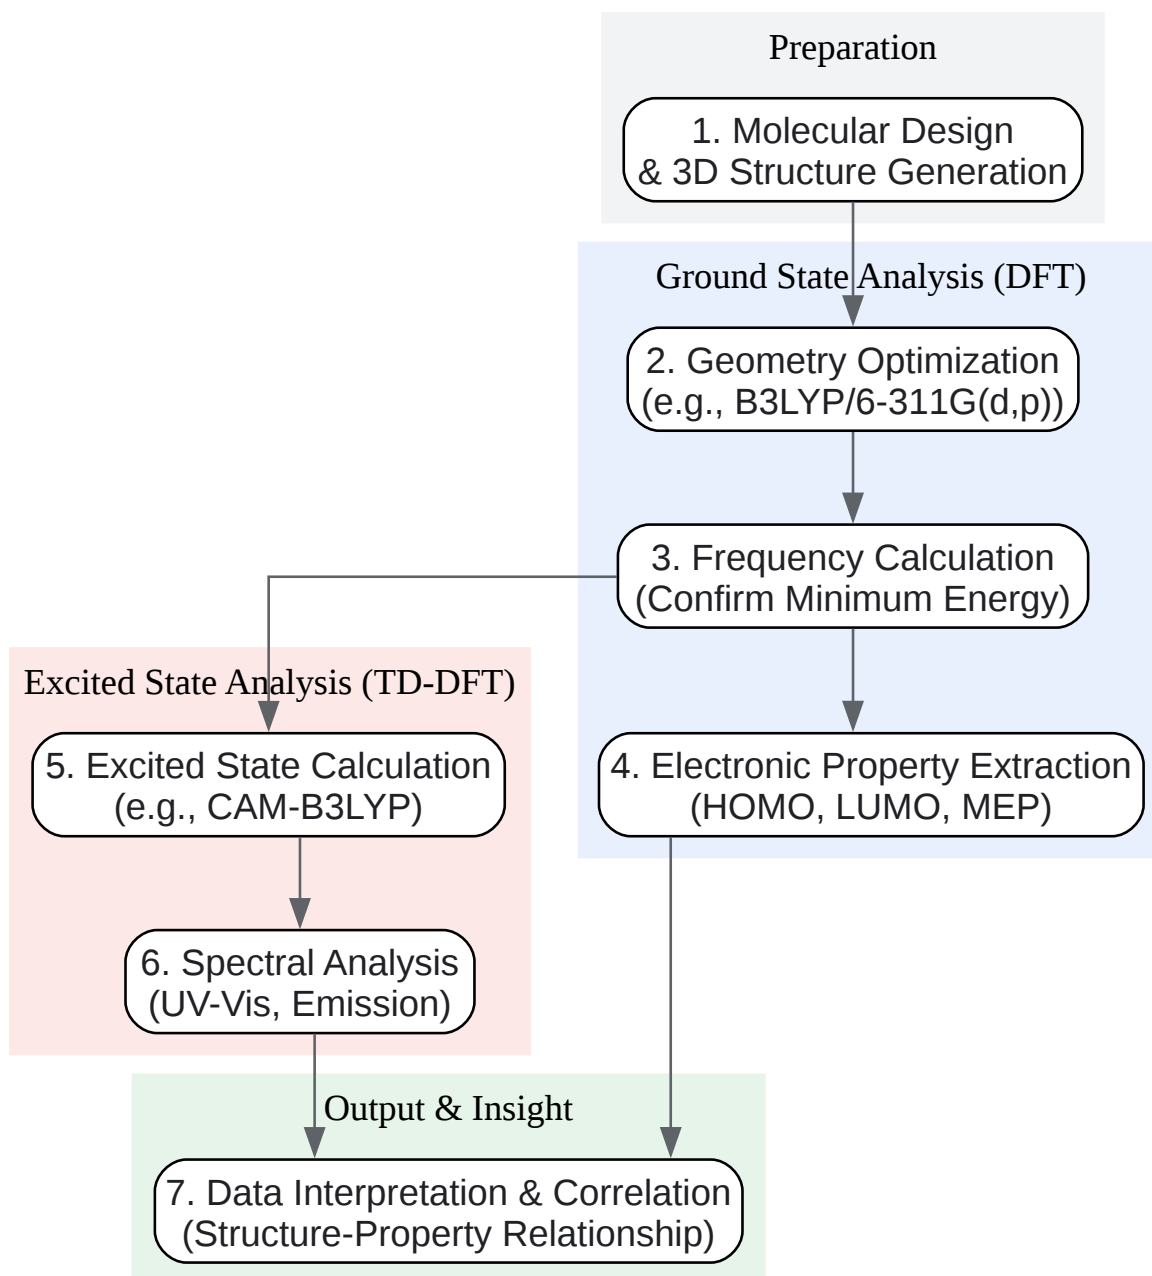 Preparation
1. Molecular Design
& 3D Structure Generation
Ground State Analysis (DFT)
2. Geometry Optimization
(e.g., B3LYP/6-311G(d,p))
3. Frequency Calculation
(Confirm Minimum Energy)
4. Electronic Property Extraction
(HOMO, LUMO, MEP)
Excited State Analysis (TD-DFT)
5. Excited State Calculation
(e.g., CAM-B3LYP)
6. Spectral Analysis
(UV-Vis, Emission)
Output & Insight
7. Data Interpretation & Correlation
(Structure-Property Relationship)